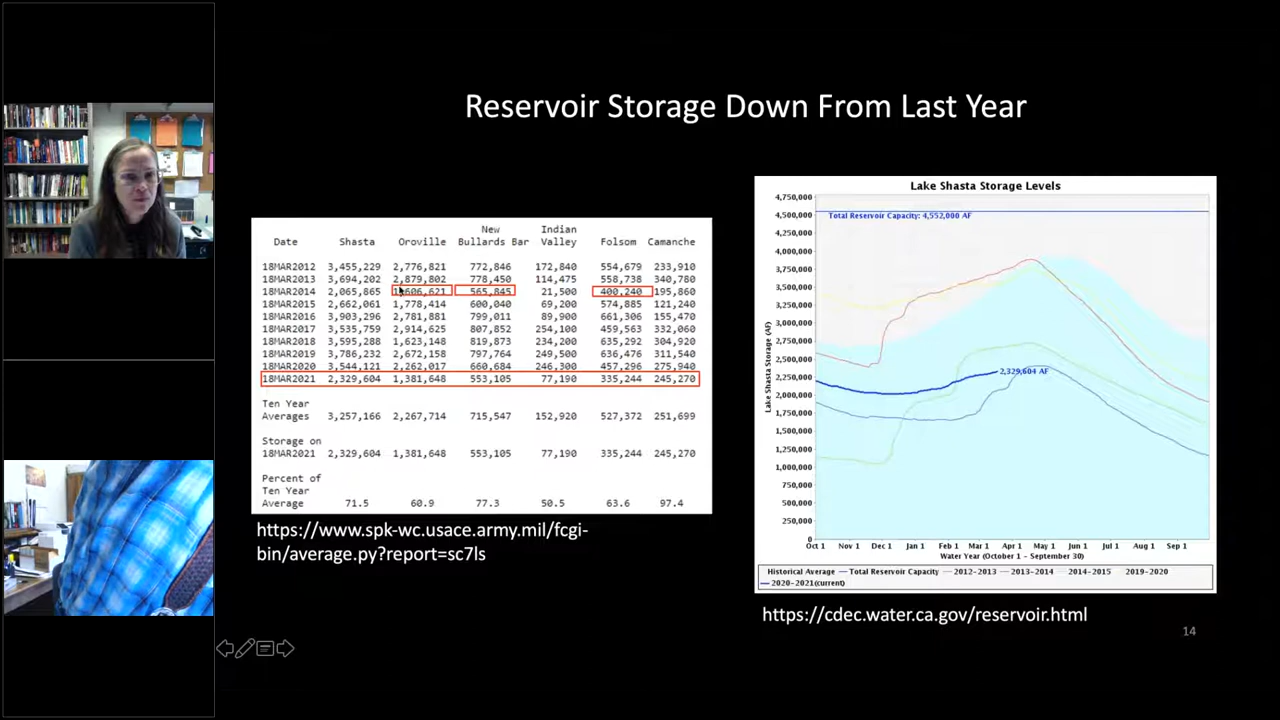 Reservoir Storage Down From Last Year
New Indian
Date Shasta Oroville Bullards Bar Valley Folsom Camanche
18MAR2012 3,455,229 2,776,821 772,846 172,840 554,679 233,910
18MAR2013 3,694,202 2,879,802 778,450 114,475 558,738 340,780
18MAR2014 2,065,865 1,606,621 565,845 21,500 400,240 195,860
18MAR2015 2,662,061 1,778,414 600,040 69,200 574,885 121,240
18MAR2016 3,903,296 2,781,881 799,011 89,900 661,306 155,470
18MAR2017 3,535,759 2,914,625 807,852 254,100 459,563 332,060
18MAR2018 3,595,288 1,623,148 819,873 234,200 635,292 304,920
18MAR2019 3,786,232 2,672,158 797,764 249,500 636,476 311,540
18MAR2020 3,544,121 2,262,017 660,684 246,300 457,296 275,940
18MAR2021 2,329,604 1,381,648 553,105 77,190 335,244 245,270
Ten Year
Averages 3,257,166 2,267,714 715,547 152,920 527,372 251,699
Storage on
18MAR2021 2,329,604 1,381,648 553,105 77,190 335,244 245,270
Percent of
Ten Year
Average 71.5 60.9 77.3 50.5 63.6 97.4
https://www.spk-wc.usace.army.mil/fcgi-
bin/average.py?report=sc7ls
Lake Shasta Storage Levels
4,750,000
4,500,000
Total Reservoir Capacity: 4,552,000 AF
4,250,000
4,000,000
3,750,000
3,500,000
3,250,000
3,000,000
2,750,000
2,500,000
2,250,000
2,329,604 AF
2,000,000
1,750,000
1,500,000
1,250,000
1,000,000
750,000
500,000
250,000
0
Lake Shasta Storage (AF)
Oct 1 Nov 1 Dec 1 Jan 1 Feb 1 Mar 1 Apr 1 May 1 Jun 1 Jul 1 Aug 1 Sep 1
Water Year (October 1 - September 30)
Historical Average Total Reservoir Capacity 2012-2013 2013-2014 2014-2015 2019-2020
2020-2021(current)
https://cdec.water.ca.gov/reservoir.html
14